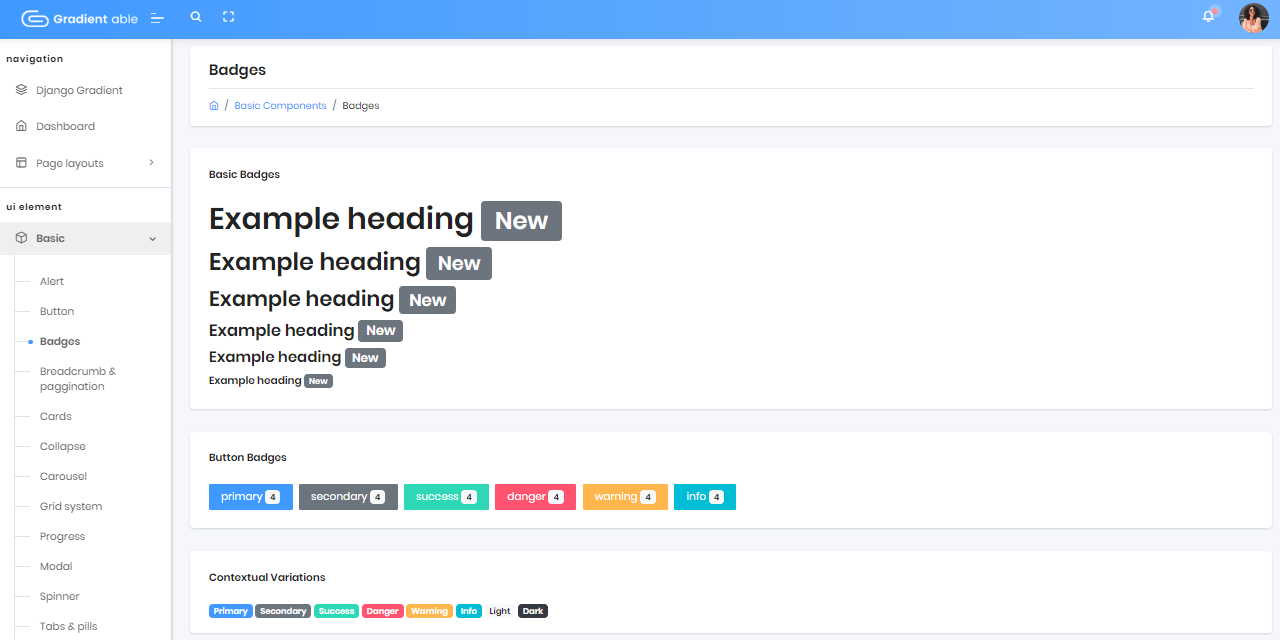 Gradient able
navigation
Django Gradient
Dashboard
Page layouts
ui element
Basic
Alert
Button
Badges
Breadcrumb &
paggination
Cards
Collapse
Carousel
Grid system
Progress
Modal
Spinner
Tabs & pills
Badges
/ Basic Components / Badges
Basic Badges
Example heading New
Example heading New
Example heading New
Example heading New
Example heading New
Example heading New
Button Badges
primary 4 secondary 4 success 4 danger 4 warning 4 info 4
Contextual Variations
Primary Secondary Success Danger Warning Info Light Dark